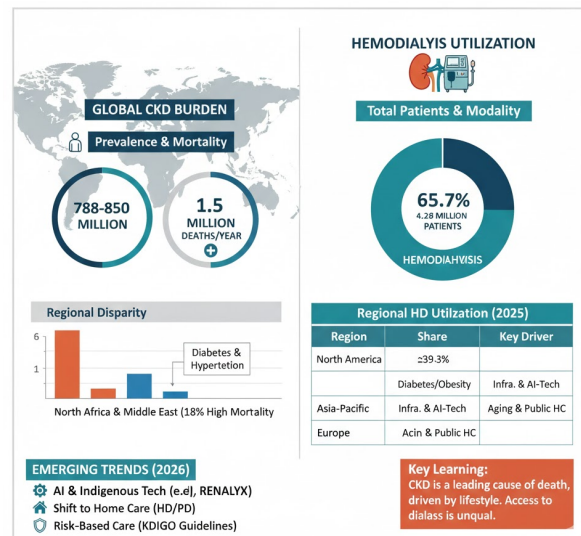 GLOBAL CKD BURDEN
Prevalence & Mortality
788-850
MILLION
1.5
MILLION
DEATHS/YEAR
Regional Disparity
6
1
Diabetes &
Hypertetion
North Africa & Middle East (18% High Mortality
EMERGING TRENDS (2026)
AI & Indigenous Tech (e.eJ, RENALYX)
Shift to Home Care (HD/PD)
Risk-Based Care (KDIGO Guidelines)
HEMODIALYIS UTILIZATION
Total Patients & Modality
65.7%
4.28 MILLION
PATIENTS
HEMODIAHYSIS
Regional HD Utilzation (2025)
Region Share Key Driver
North America ≥39.3%
Diabetes/Obesity Infra. & AI-Tech
Asia-Pacific Infra. & AI-Tech Aging & Public HC
Europe Acin & Public HC
Key Learning:
CKD is a leading cause of death,
driven by lifestyle. Access to
dialass is unqual.